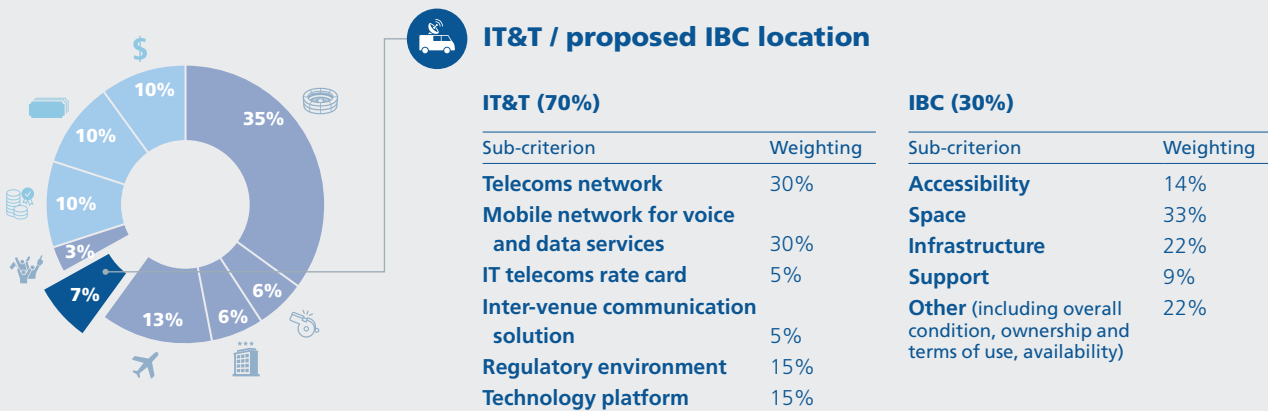 IT&T / proposed IBC location
$
10%
35%
10%
10%
3%
7%
13%
6%
6%
IT&T (70%)
Sub-criterion Weighting
Telecoms network 30%
Mobile network for voice
and data services 30%
IT telecoms rate card 5%
Inter-venue communication
solution 5%
Regulatory environment 15%
Technology platform 15%
IBC (30%)
Sub-criterion Weighting
Accessibility 14%
Space 33%
Infrastructure 22%
Support 9%
Other (including overall 22%
condition, ownership and
terms of use, availability)